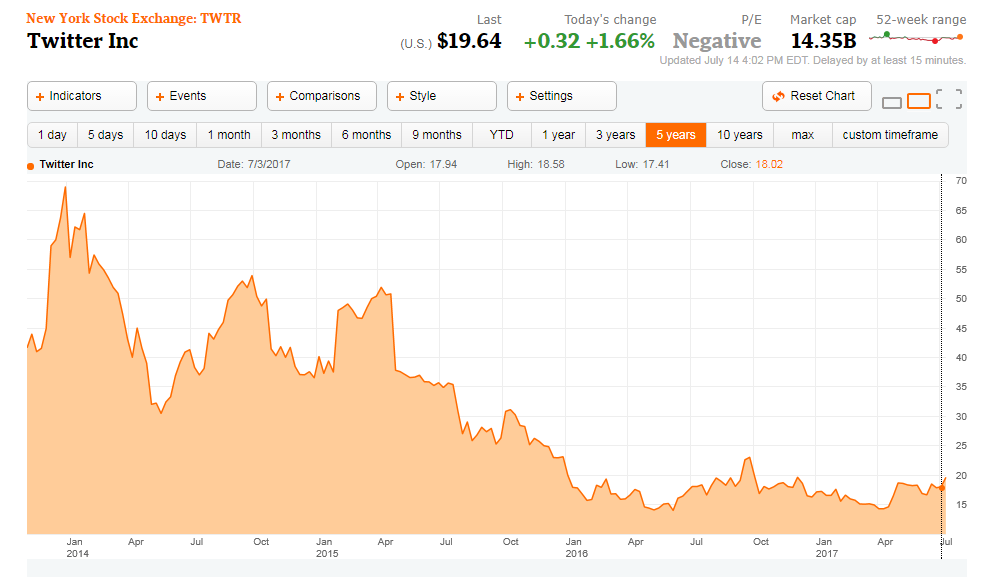 New York Stock Exchange: TWTR
Twitter Inc
Last
(U.S.) $19.64
Today's change
+0.32 +1.66%
P/E
Negative
Market cap
14.35B
52-week range
Updated July 14 4:02 PM EDT. Delayed by at least 15 minutes.
+ Indicators
+ Events
+ Comparisons
+ Style
+ Settings
Reset Chart
1 day 5 days 10 days 1 month 3 months 6 months 9 months YTD 1 year 3 years 5 years 10 years max custom timeframe
Twitter Inc Date: 7/3/2017 Open: 17.94 High: 18.58 Low: 17.41 Close: 18.02
70
65
60
55
50
45
40
35
30
25
20
15
Jan Apr Jul Oct Jan Apr Jul Oct Jan Apr Jul Oct Jan Apr Jul
2014 2015 2016 2017